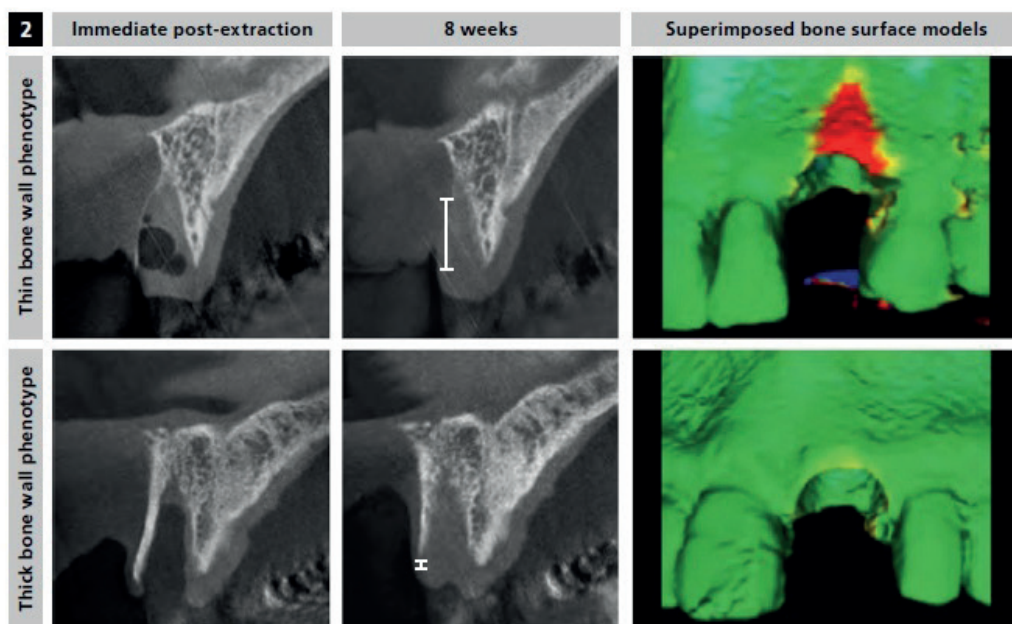 2
Immediate post-extraction
8 weeks
Superimposed bone surface models
Thin bone wall phenotype
Thick bone wall phenotype